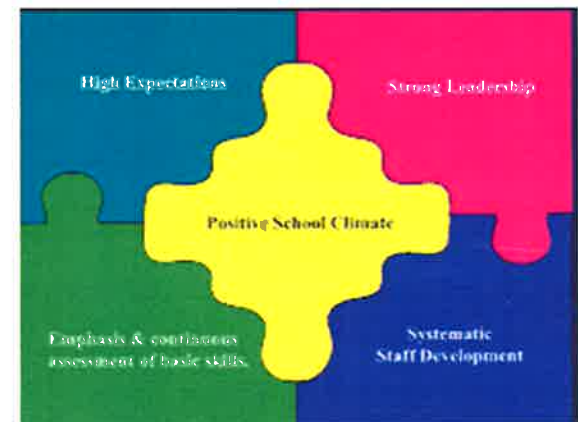 High Expectations
Strong Leadership
Positive School Climate
Emphasis & continuous
assessment of basic skills.
Systematic
Staff Development